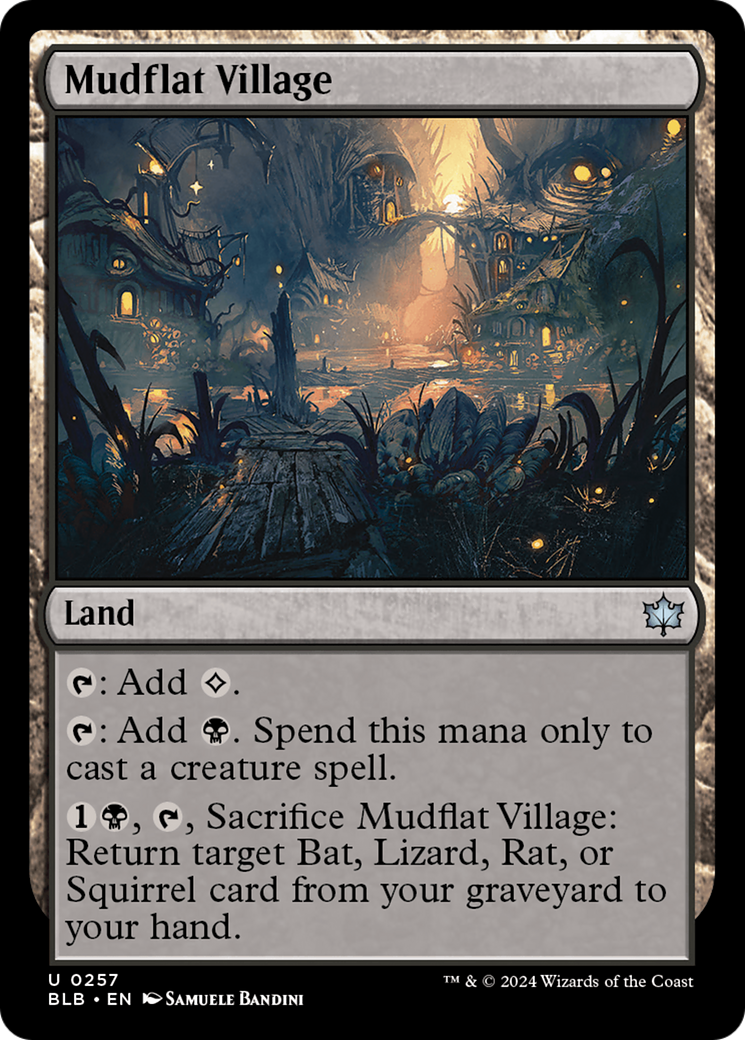 Mudflat Village
Land
: Add .
: Add . Spend this mana only to
cast a creature spell.
1, , Sacrifice Mudflat Village:
Return target Bat, Lizard, Rat, or
Squirrel card from your graveyard to
your hand.
U 0257
BLB • EN Samuele Bandini
™ & © 2024 Wizards of the Coast